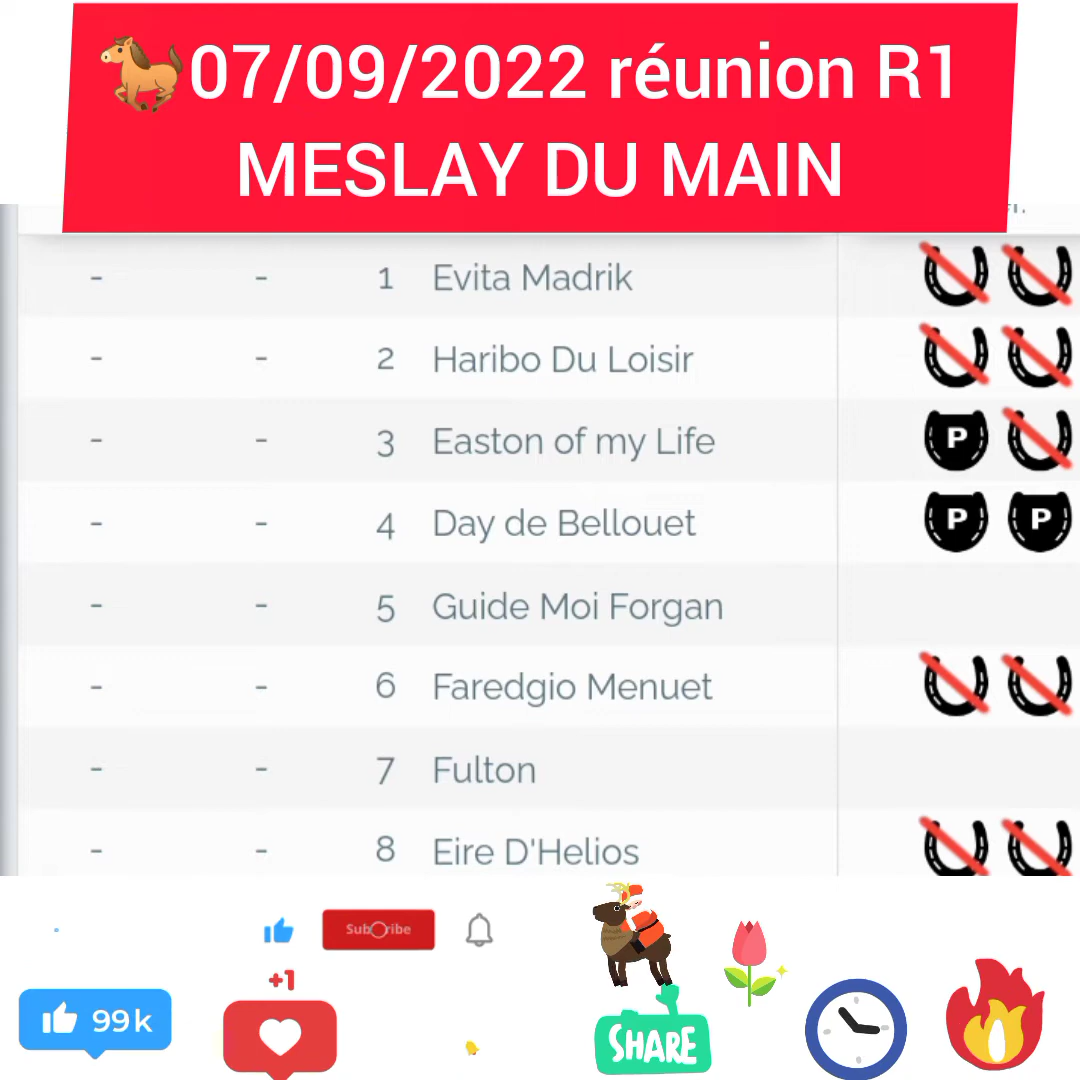 07/09/2022 réunion R1
MESLAY DU MAIN
- - 1 Evita Madrik
- - 2 Haribo Du Loisir
- - 3 Easton of my Life P
- - 4 Day de Bellouet P P
- - 5 Guide Moi Forgan
- - 6 Faredgio Menuet
- - 7 Fulton
- - 8 Eire D'Helios
+1
99k
SHARE